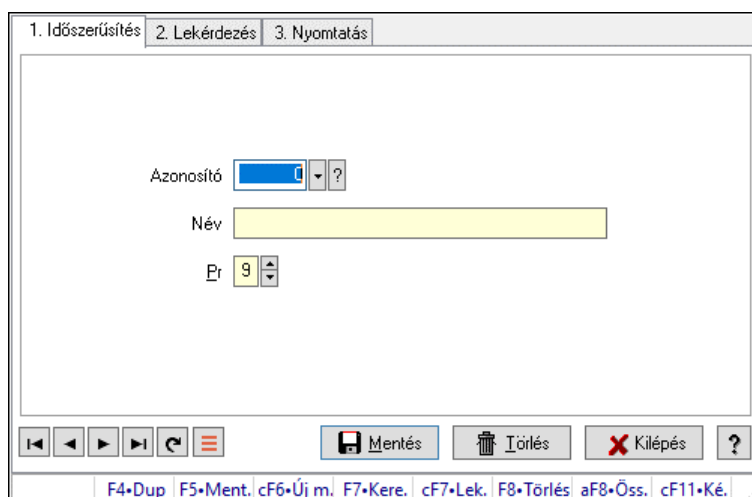 1. Időszerűsítés 2. Lekérdezés 3. Nyomtatás
Azonosító 0 ?
Név
Pr 9
Mentés Törlés Kilépés ?
F4•Dup F5•Ment. cF6•Új m. F7•Kere. cF7•Lek. F8•Törlés aF8•Öss. cF11•Ké.